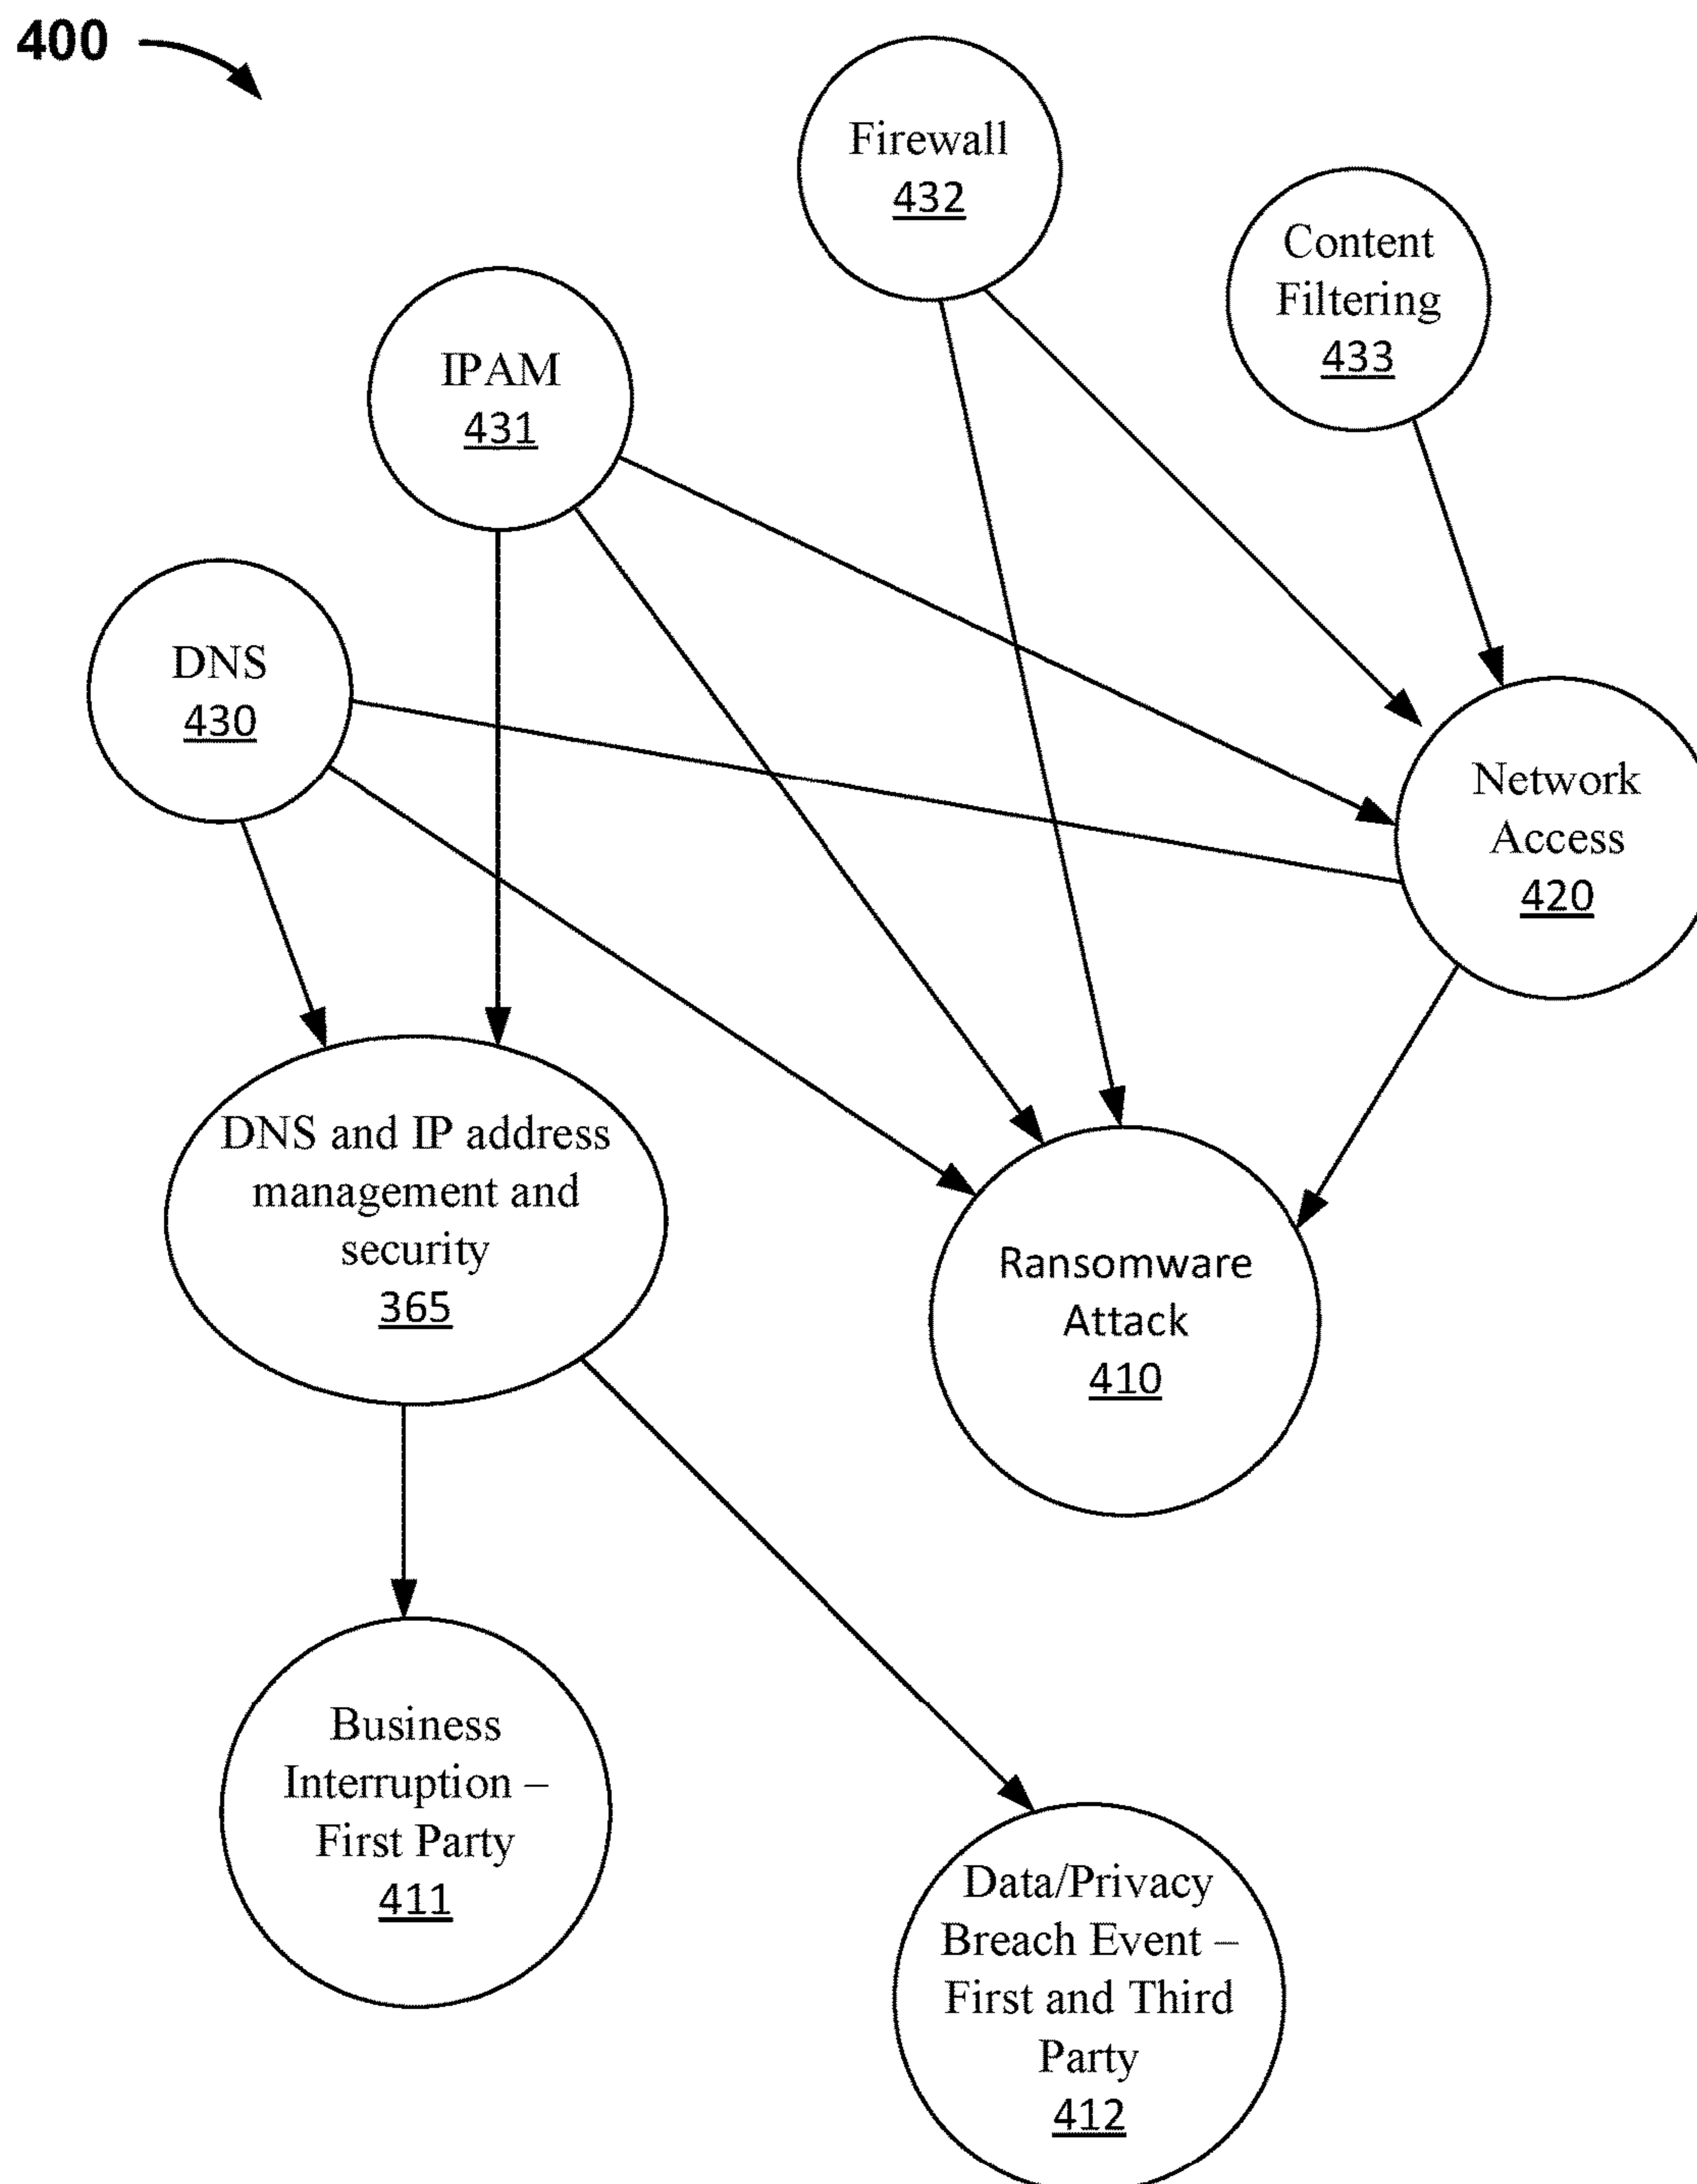 400
Firewall
432
Content
Filtering
433
IPAM
431
DNS
430
Network
Access
420
DNS and IP address
management and
security
365
Ransomware
Attack
410
Business
Interruption –
First Party
411
Data/Privacy
Breach Event –
First and Third
Party
412